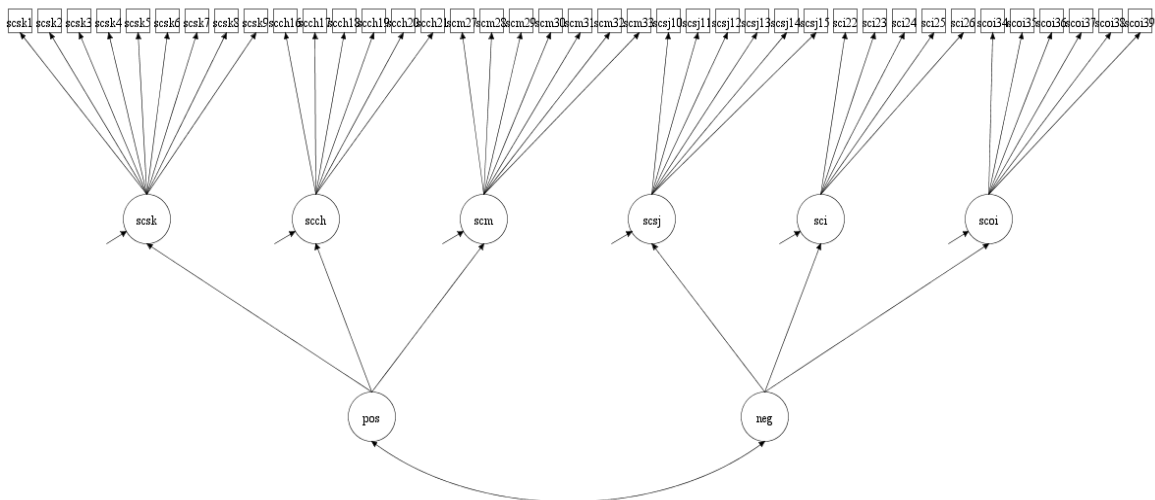 scsk1 scsk2 scsk3 scsk4 scsk5 scsk6 scsk7 scsk8 scsk9 scch16 scch17 scch18 scch19 scch20 scch21 scm27 scm28 scm29 scm30 scm31 scm32 scm33 scsj10 scsj11 scsj12 scsj13 scsj14 scsj15 sci22 sci23 sci24 sci25 sci26 scoi34 scoi35 scoi36 scoi37 scoi38 scoi39
scsk scch scm scsj sci scoi
pos neg